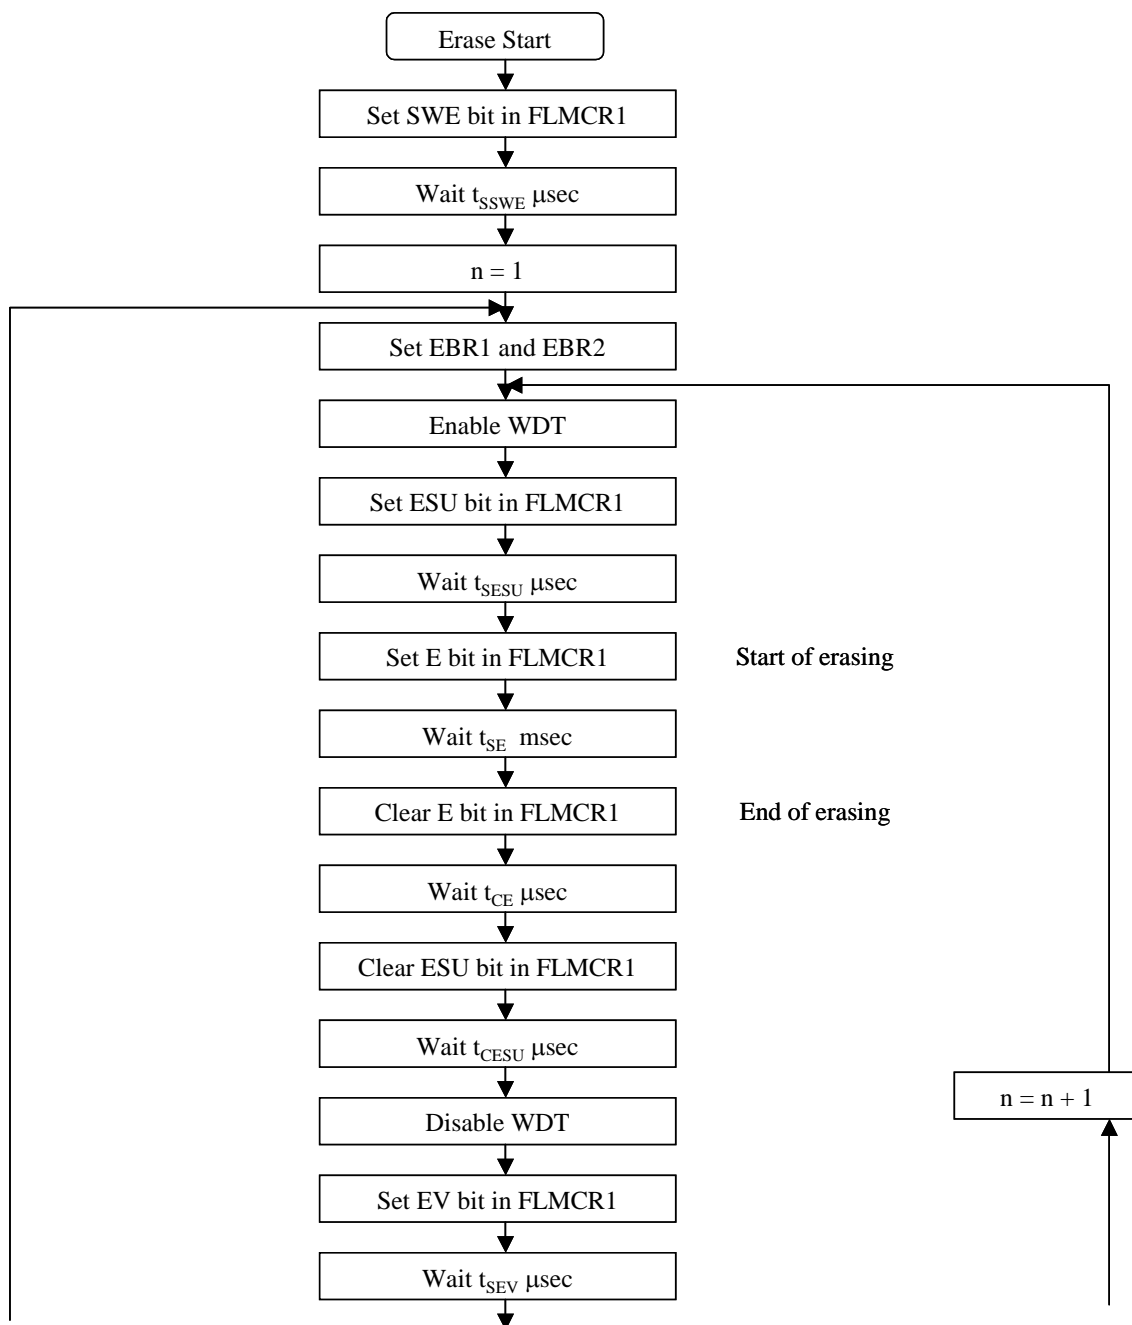 Erase Start
Set SWE bit in FLMCR1
Wait tSSWE μsec
n = 1
Set EBR1 and EBR2
Enable WDT
Set ESU bit in FLMCR1
Wait tSESU μsec
Set E bit in FLMCR1
Start of erasing
Wait tSE msec
Clear E bit in FLMCR1
End of erasing
Wait tCE μsec
Clear ESU bit in FLMCR1
Wait tCESU μsec
n = n + 1
Disable WDT
Set EV bit in FLMCR1
Wait tSEV μsec